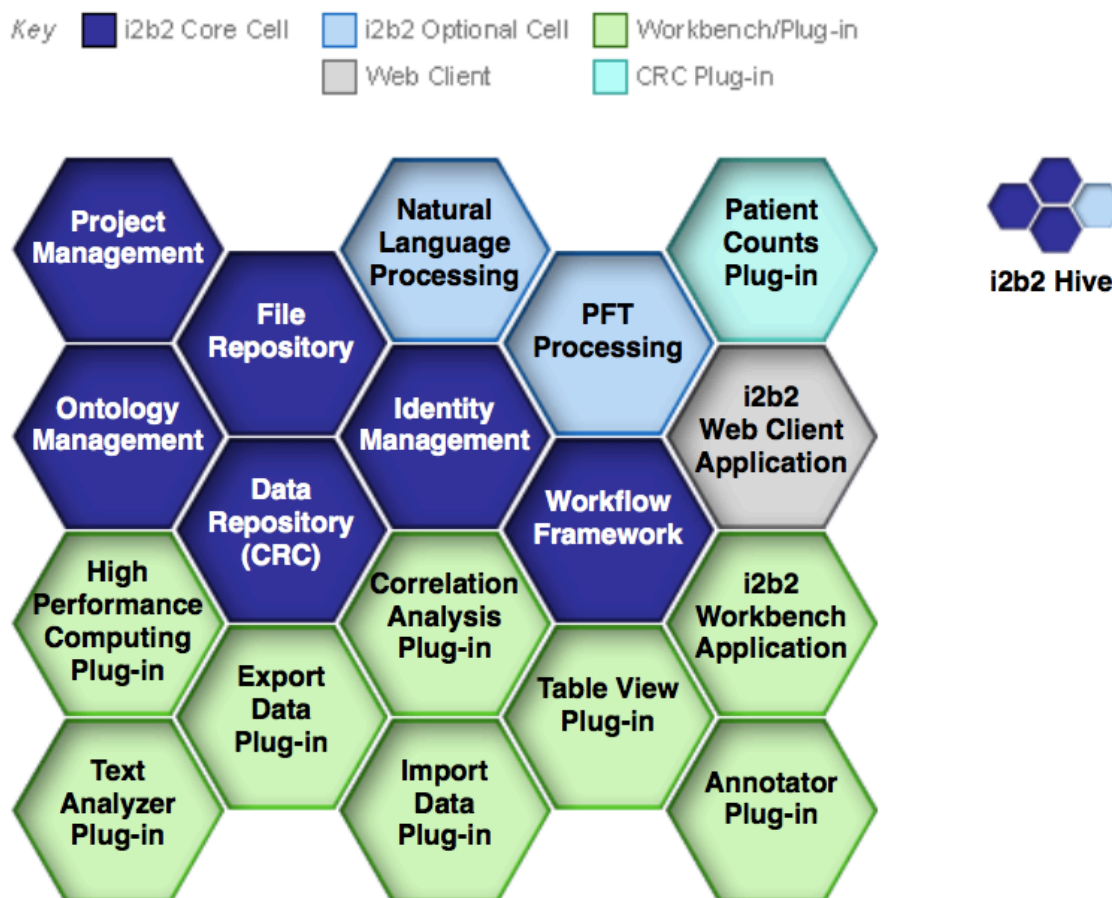 Key
i2b2 Core Cell
i2b2 Optional Cell
Workbench/Plug-in
Web Client
CRC Plug-in
Project
Management
Natural
Language
Processing
Patient
Counts
Plug-in
i2b2 Hive
File
Repository
PFT
Processing
Ontology
Management
Identity
Management
i2b2
Web Client
Application
Data
Repository
(CRC)
Workflow
Framework
High
Performance
Computing
Plug-in
Correlation
Analysis
Plug-in
i2b2
Workbench
Application
Export
Data
Plug-in
Table View
Plug-in
Text
Analyzer
Plug-in
Import
Data
Plug-in
Annotator
Plug-in